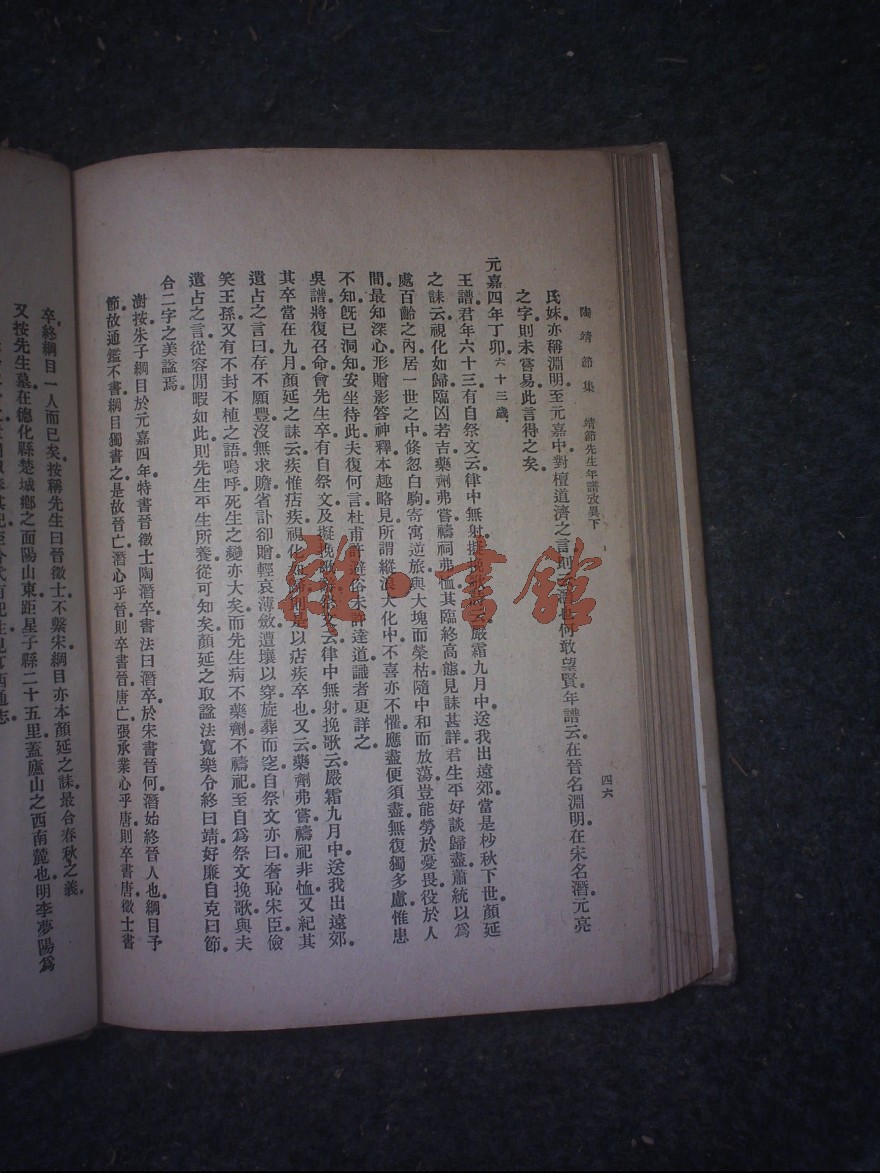 陶靖節集　靖節先生年譜攷異下
四六
氏妹亦稱淵明至元嘉中對檀道濟之言則云潛也何敢望賢年譜云在晉名淵明在宋名潛元亮
之字則未嘗易此言得之矣。
元嘉四年丁卯。六十三歲。
王譜君年六十三有自祭文云律中無射擬挽歌詩云嚴霜九月中送我出遠郊當是杪秋下世顏延
之誄云視化如歸臨凶若吉藥劑弗嘗禱祠弗恤其臨終高態見誄甚詳君生平好談歸盡蕭統以爲
處百齡之內居一世之中倏忽白駒寄寓逆旅與大塊而榮枯隨中和而放蕩豈能勞於憂畏役於人
間最知深心形贈影答神釋本趣略見所謂縱浪大化中不喜亦不懼應盡便須盡無復獨多慮惟患
不知旣已洞知安坐待此夫復何言杜甫許避俗未許達道識者更詳之。
吳譜將復召命會先生卒有自祭文及擬挽歌祭文云律中無射挽歌云嚴霜九月中送我出遠郊。
其卒當在九月顏延之誄云疾惟痁疾視化如歸則是以痁疾卒也又云藥劑弗嘗禱祀非恤又紀其
遺占之言曰存不願豐沒無求贍省訃卻賻輕哀薄斂遭壤以穿旋葬而窆自祭文亦曰奢恥宋臣儉
笑王孫又有不封不植之語嗚呼死生之變亦大矣而先生病不藥劑不禱祀至自爲祭文挽歌與夫
遺占之言從容閒暇如此則先生平生所養從可知矣顏延之取諡法寬樂令終曰靖好廉自克曰節。
合二字之美諡焉。
澍按朱子綱目於元嘉四年特書晉徵士陶潛卒書法曰潛卒於宋書晉何潛始終晉人也綱目予
節故通鑑不書綱目獨書之是故晉亡潛心乎晉則卒書晉唐亡張承業心乎唐則卒書唐徵士書
卒終綱目一人而已矣按稱先生曰晉徵士不繫宋綱目亦本顏延之誄最合春秋之義。
又按先生墓在德化縣楚城鄉之面陽山東距星子縣二十五里蓋廬山之西南麓也明李夢陽爲
雜·書館